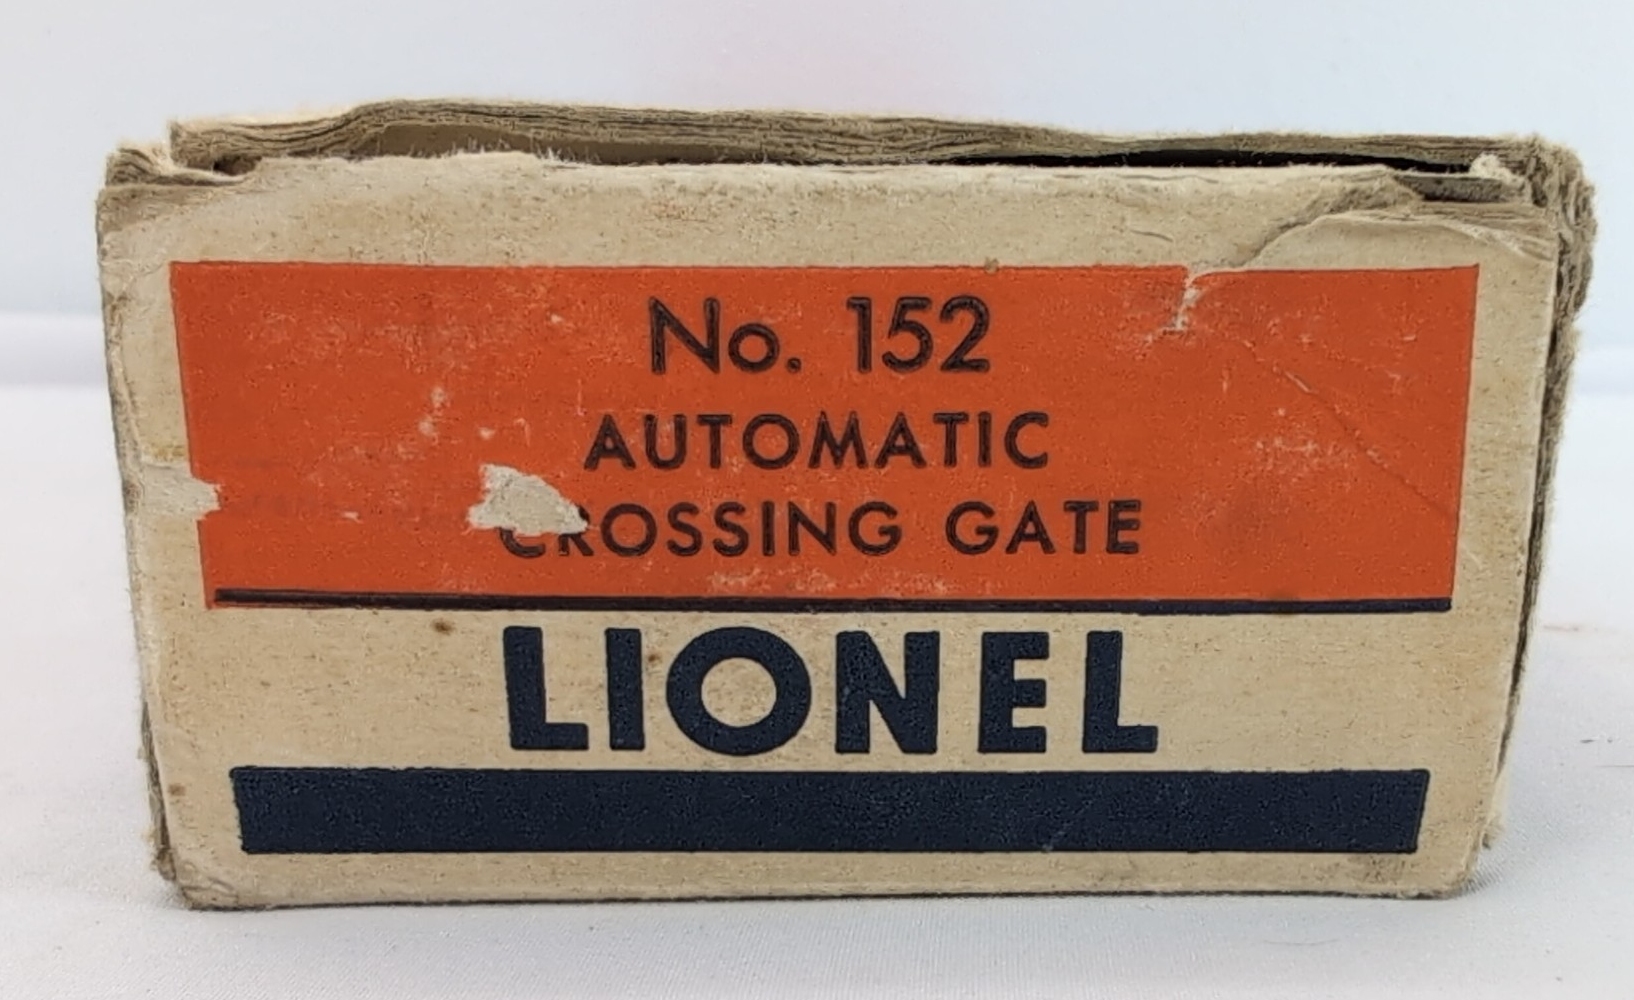 No. 152
AUTOMATIC
CROSSING GATE
LIONEL